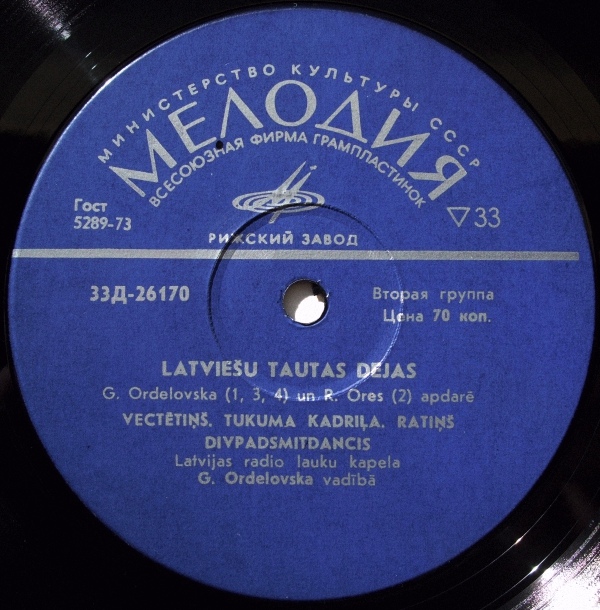 МИНИСТЕРСТВО КУЛЬТУРЫ СССР
МЕЛОДИЯ
ВСЕСОЮЗНАЯ ФИРМА ГРАМПЛАСТИНОК
Гост
5289-73
▽33
РИЖСКИЙ ЗАВОД
33Д-26170
Вторая группа
Цена 70 коп.
LATVIEŠU TAUTAS DEJAS
G. Ordelovska (1, 3, 4) un R. Ores (2) apdarē
VECTĒTIŅŠ. TUKUMA KADRIĻA. RATIŅŠ
DIVPADSMITDANCIS
Latvijas radio lauku kapela
G. Ordelovska vadībā